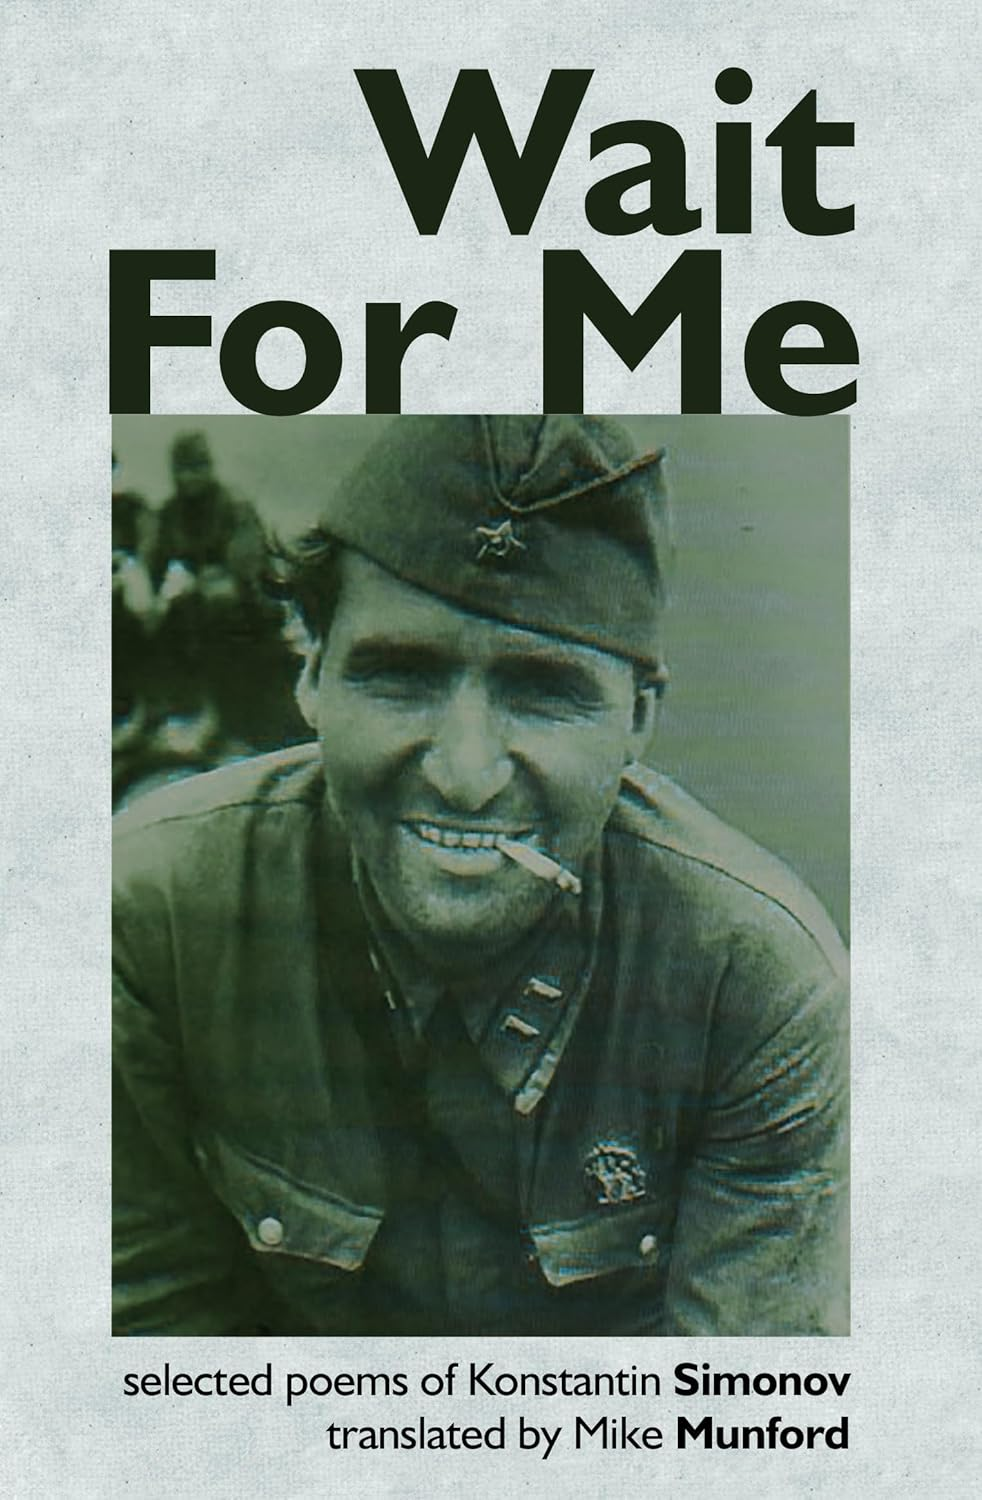 Wait
For Me
selected poems of Konstantin Simonov
translated by Mike Munford